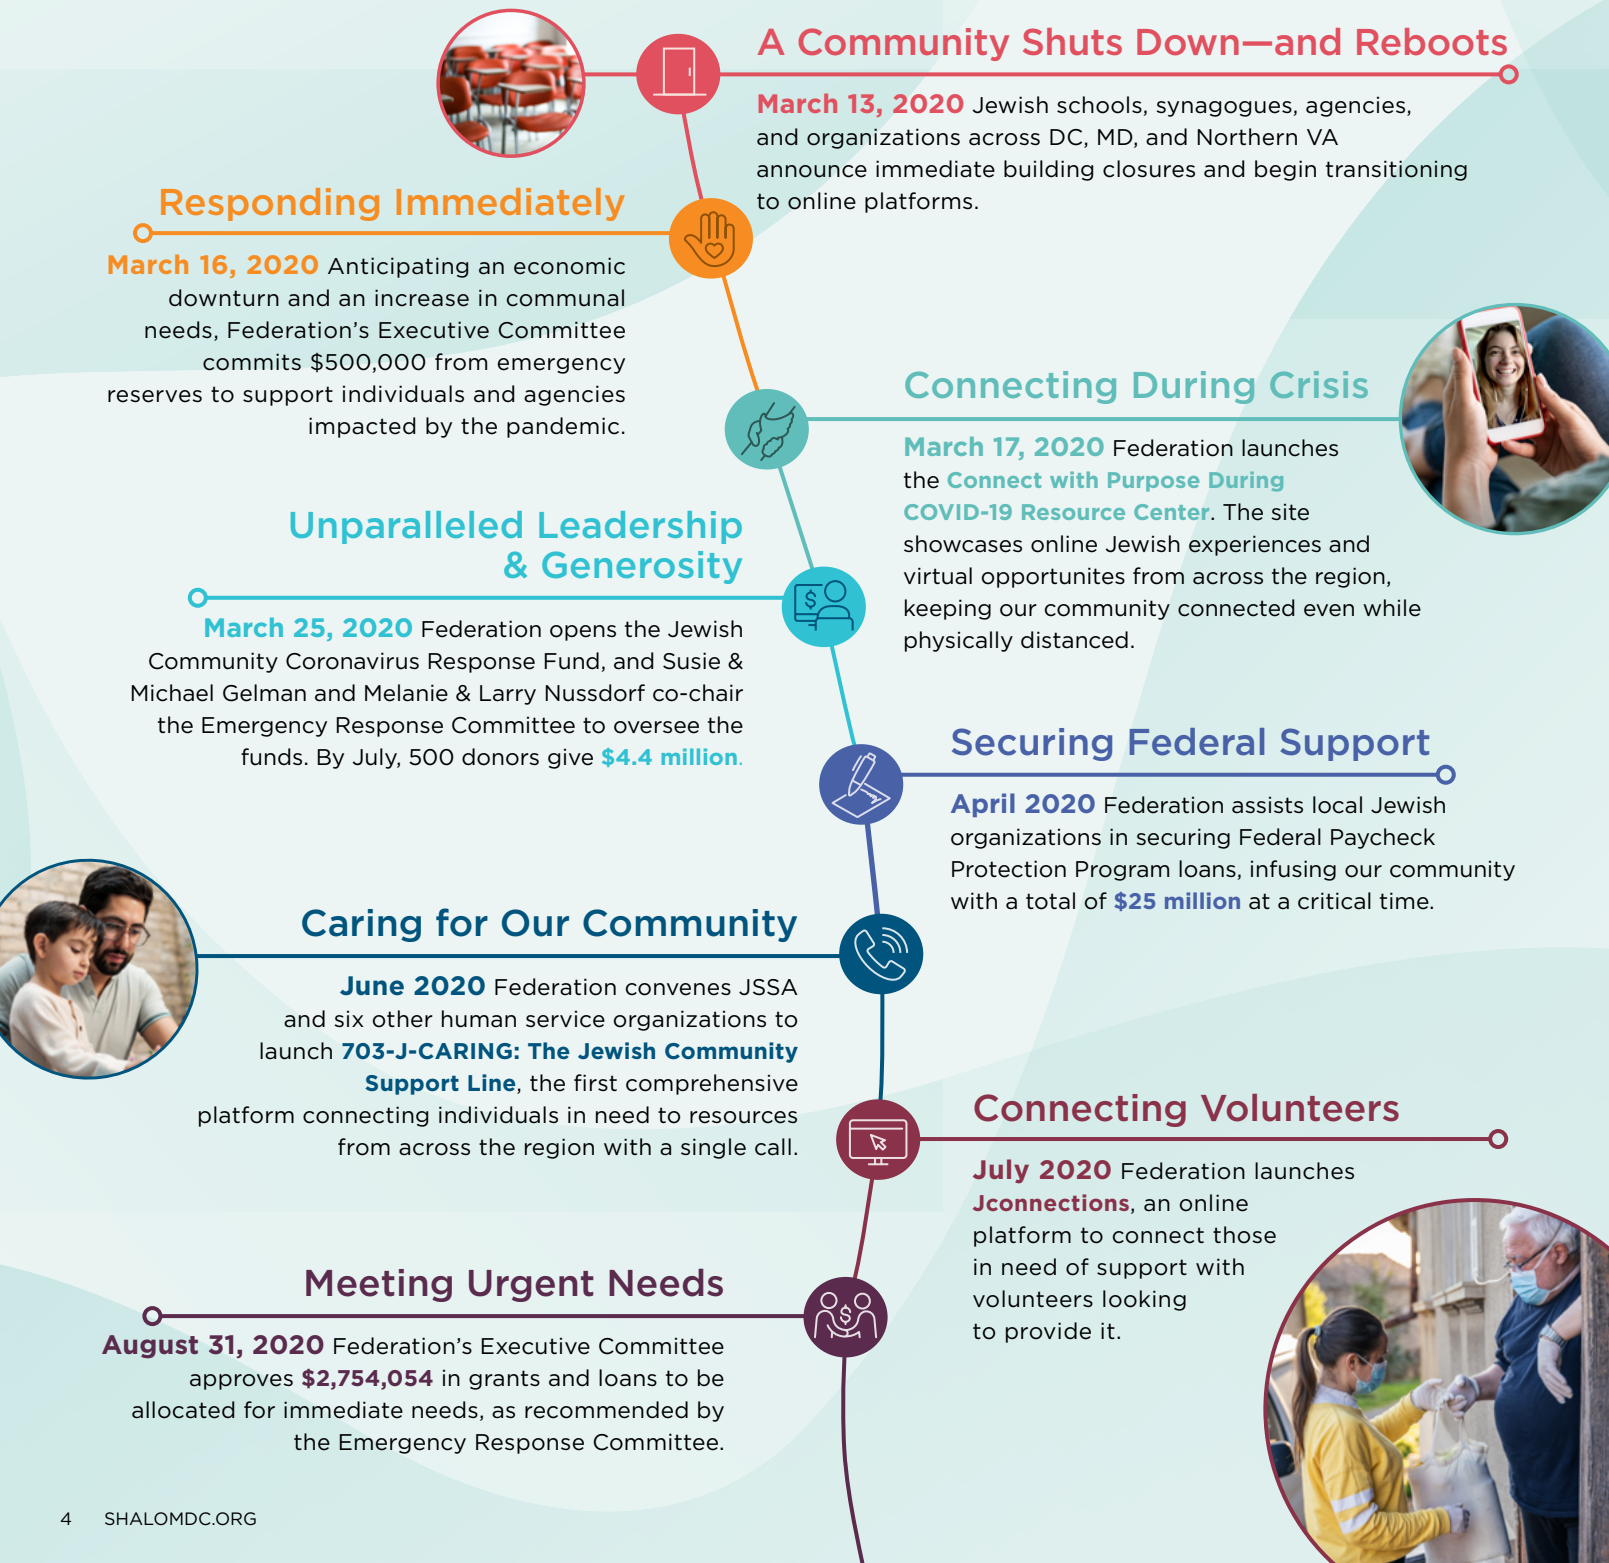 A Community Shuts Down—and Reboots
March 13, 2020 Jewish schools, synagogues, agencies,
and organizations across DC, MD, and Northern VA
announce immediate building closures and begin transitioning
to online platforms.
Responding Immediately
March 16, 2020 Anticipating an economic
downturn and an increase in communal
needs, Federation’s Executive Committee
commits $500,000 from emergency
reserves to support individuals and agencies
impacted by the pandemic.
Connecting During Crisis
March 17, 2020 Federation launches
the Connect with Purpose During
COVID-19 Resource Center. The site
showcases online Jewish experiences and
virtual opportunites from across the region,
keeping our community connected even while
physically distanced.
Unparalleled Leadership
& Generosity
March 25, 2020 Federation opens the Jewish
Community Coronavirus Response Fund, and Susie &
Michael Gelman and Melanie & Larry Nussdorf co-chair
the Emergency Response Committee to oversee the
funds. By July, 500 donors give $4.4 million.
Securing Federal Support
April 2020 Federation assists local Jewish
organizations in securing Federal Paycheck
Protection Program loans, infusing our community
with a total of $25 million at a critical time.
Caring for Our Community
June 2020 Federation convenes JSSA
and six other human service organizations to
launch 703-J-CARING: The Jewish Community
Support Line, the first comprehensive
platform connecting individuals in need to resources
from across the region with a single call.
Connecting Volunteers
July 2020 Federation launches
Jconnections, an online
platform to connect those
in need of support with
volunteers looking
to provide it.
Meeting Urgent Needs
August 31, 2020 Federation’s Executive Committee
approves $2,754,054 in grants and loans to be
allocated for immediate needs, as recommended by
the Emergency Response Committee.
4 SHALOMDC.ORG